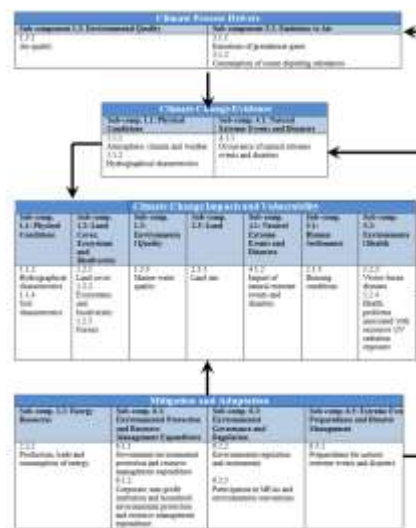 Climate Process Drivers
Sub-component 1.3: Environmental Quality
1.3.1
Air quality
Sub-component 3.1: Emissions to Air
3.1.1
Emissions of greenhouse gases
3.1.2
Consumption of ozone depleting substances
Climate Change Evidence
Sub-comp. 1.1: Physical
Conditions
1.1.1
Atmosphere, climate and weather
1.1.2
Hydrographical characteristics
Sub-comp. 4.1: Natural
Extreme Events and Disasters
4.1.1
Occurrence of natural extreme
events and disasters
Climate Change Impacts and Vulnerability
Sub-comp.
1.1: Physical
Conditions
1.1.2
Hydrographical
characteristics
1.1.4
Soil
characteristics
Sub-comp.
1.2: Land
Cover,
Ecosystems
and
Biodiversity
1.2.1
Land cover
1.2.2
Ecosystems
and
biodiversity
1.2.3
Forests
Sub-comp.
1.3:
Environmenta
l Quality
1.3.3
Marine water
quality
Sub-comp.
2.3: Land
2.3.1
Land use
Sub-comp.
4.1: Natural
Extreme
Events and
Disasters
4.1.2
Impact of
natural extreme
events and
disasters
Sub-comp.
5.1:
Human
Settlements
Housing
conditions
Sub-comp.
5.2:
Environmenta
l Health
5.2.3
Vector borne
diseases
5.2.4
Health
problems
associated with
excessive UV
radiation
exposure
Mitigation and Adaptation
Sub-comp. 2.2: Energy
Resources
2.2.2
Production, trade and
consumption of energy
Sub-comp. 6.1:
Environmental Protection
and Resource
Management Expenditure
6.1.1
Government environmental
protection and resource
management expenditure
6.1.2
Corporate, non-profit
institution and household
environmental protection
and resource management
expenditure
Sub-comp. 6.2:
Environmental
Governance and
Regulation
6.2.2
Environmental regulation
and instruments
6.2.3
Participation in MEAs and
environmental conventions
Sub-comp. 6.3: Extreme Event
Preparedness and Disaster
Management
6.3.1
Preparedness for natural
extreme events and disasters